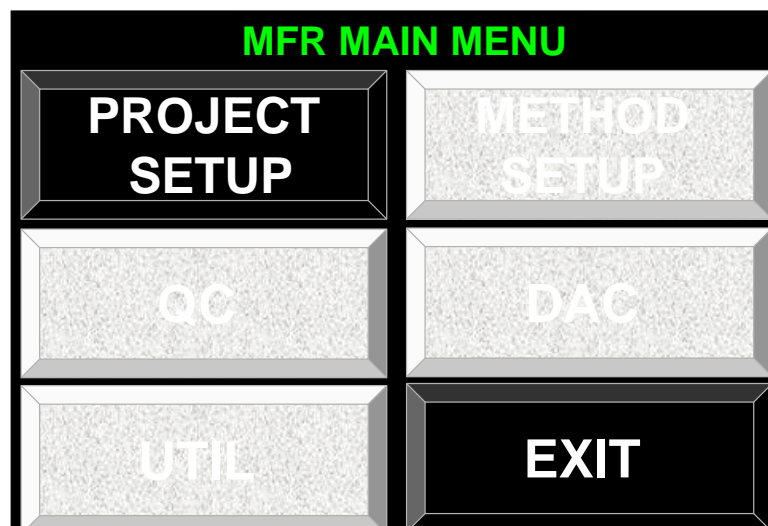 MFR MAIN MENU
PROJECT
SETUP
METHOD
SETUP
QC
DAC
UTIL
EXIT